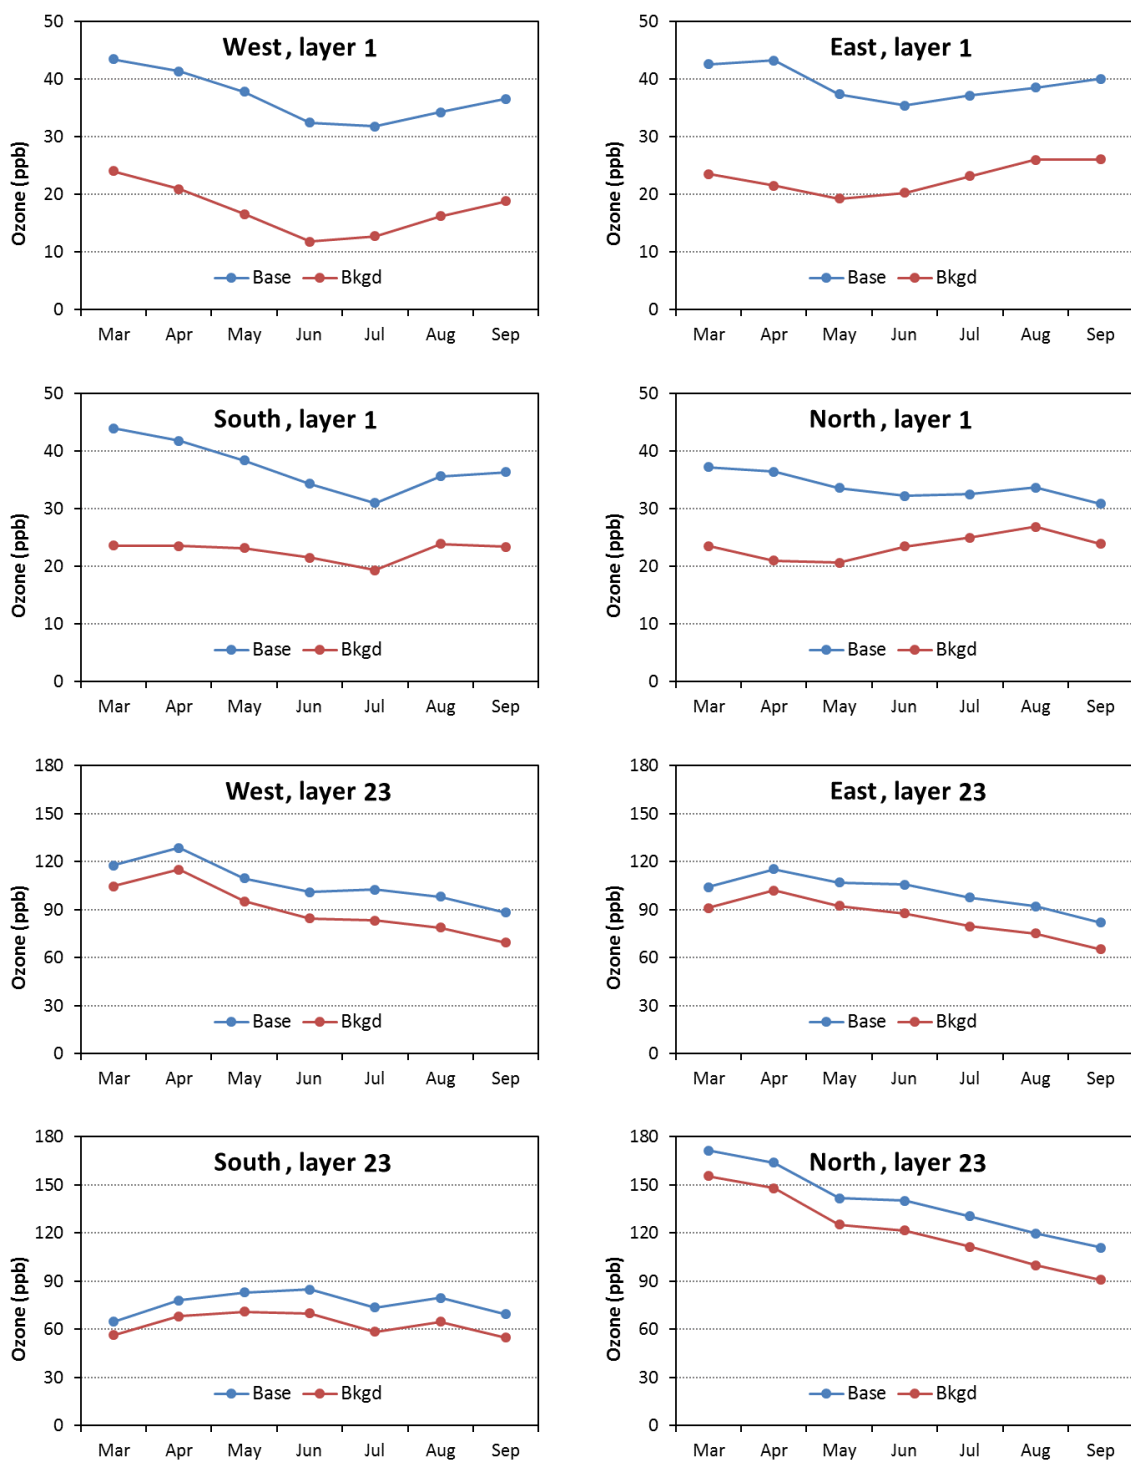 West, layer 1
Ozone (ppb)
50
40
30
20
10
0
Base Bkgd
Mar Apr May Jun Jul Aug Sep
East, layer 1
Ozone (ppb)
50
40
30
20
10
0
Base Bkgd
Mar Apr May Jun Jul Aug Sep
South, layer 1
Ozone (ppb)
50
40
30
20
10
0
Base Bkgd
Mar Apr May Jun Jul Aug Sep
North, layer 1
Ozone (ppb)
50
40
30
20
10
0
Base Bkgd
Mar Apr May Jun Jul Aug Sep
West, layer 23
Ozone (ppb)
180
150
120
90
60
30
0
Base Bkgd
Mar Apr May Jun Jul Aug Sep
East, layer 23
Ozone (ppb)
180
150
120
90
60
30
0
Base Bkgd
Mar Apr May Jun Jul Aug Sep
South, layer 23
Ozone (ppb)
180
150
120
90
60
30
0
Base Bkgd
Mar Apr May Jun Jul Aug Sep
North, layer 23
Ozone (ppb)
180
150
120
90
60
30
0
Base Bkgd
Mar Apr May Jun Jul Aug Sep